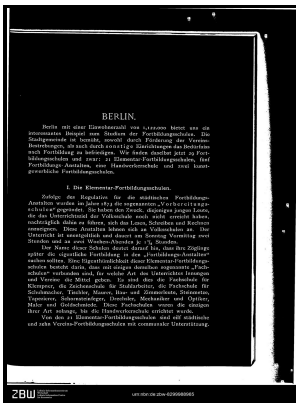 BERLIN.
Berlin mit einer Einwohnerzahl von 1,122,000 bietet uns ein
interessantes Beispiel zum Studium der Fortbildungsschulen. Die
Stadtgemeinde ist bemüht, sowohl durch Förderung der Vereins-
Bestrebungen, als auch durch sonstige Einrichtungen das Bedürfniss
nach Fortbildung zu befriedigen. Wir finden daselbst jetzt 29 Fort-
bildungsschulen und zwar: 21 Elementar-Fortbildungsschulen, fünf
Fortbildungs-Anstalten, eine Handwerkerschule und zwei kunst-
gewerbliche Fortbildungsschulen.
I. Die Elementar-Fortbildungsschulen.
Zufolge des Regulativs für die städtischen Fortbildungs-
Anstalten wurden im Jahre 1873 die sogenannten „Vorbereitungs-
schulen" gegründet. Sie haben den Zweck, diejenigen jungen Leute,
die das Unterrichtsziel der Volksschule noch nicht erreicht haben,
nachträglich dahin zu führen, sich das Lesen, Schreiben und Rechnen
anzueignen. Diese Anstalten lehnen sich an Volksschulen an. Der
Unterricht ist unentgeltlich und dauert am Sonntag Vormittag zwei
Stunden und an zwei Wochen-Abenden je 1½ Stunden.
Der Name dieser Schulen deutet darauf hin, dass ihre Zöglinge
später die eigentliche Fortbildung in den „Fortbildungs-Anstalten"
suchen sollten. Eine Eigenthümlichkeit dieser Elementar-Fortbildungs-
schulen besteht darin, dass mit einigen derselben sogenannte „Fach-
schulen" verbunden sind, für welche Art des Unterrichtes Innungen
und Vereine die Mittel geben. Es sind dies: die Fachschule für
Klempner, die Zeichenschule für Stuhlarbeiter, die Fachschule für
Schuhmacher, Tischler, Maurer, Bau- und Zimmerleute, Steinmetze,
Tapezierer, Schornsteinfeger, Drechsler, Mechaniker und Optiker,
Maler und Goldschmiede. Diese Fachschulen waren die einzigen
ihrer Art solange, bis die Handwerkerschule errichtet wurde.
Von den 21 Elementar-Fortbildungsschulen sind elf städtische
und zehn Vereins-Fortbildungsschulen mit communaler Unterstützung.
ZBW
urn:nbn:de:zbw-6299988985